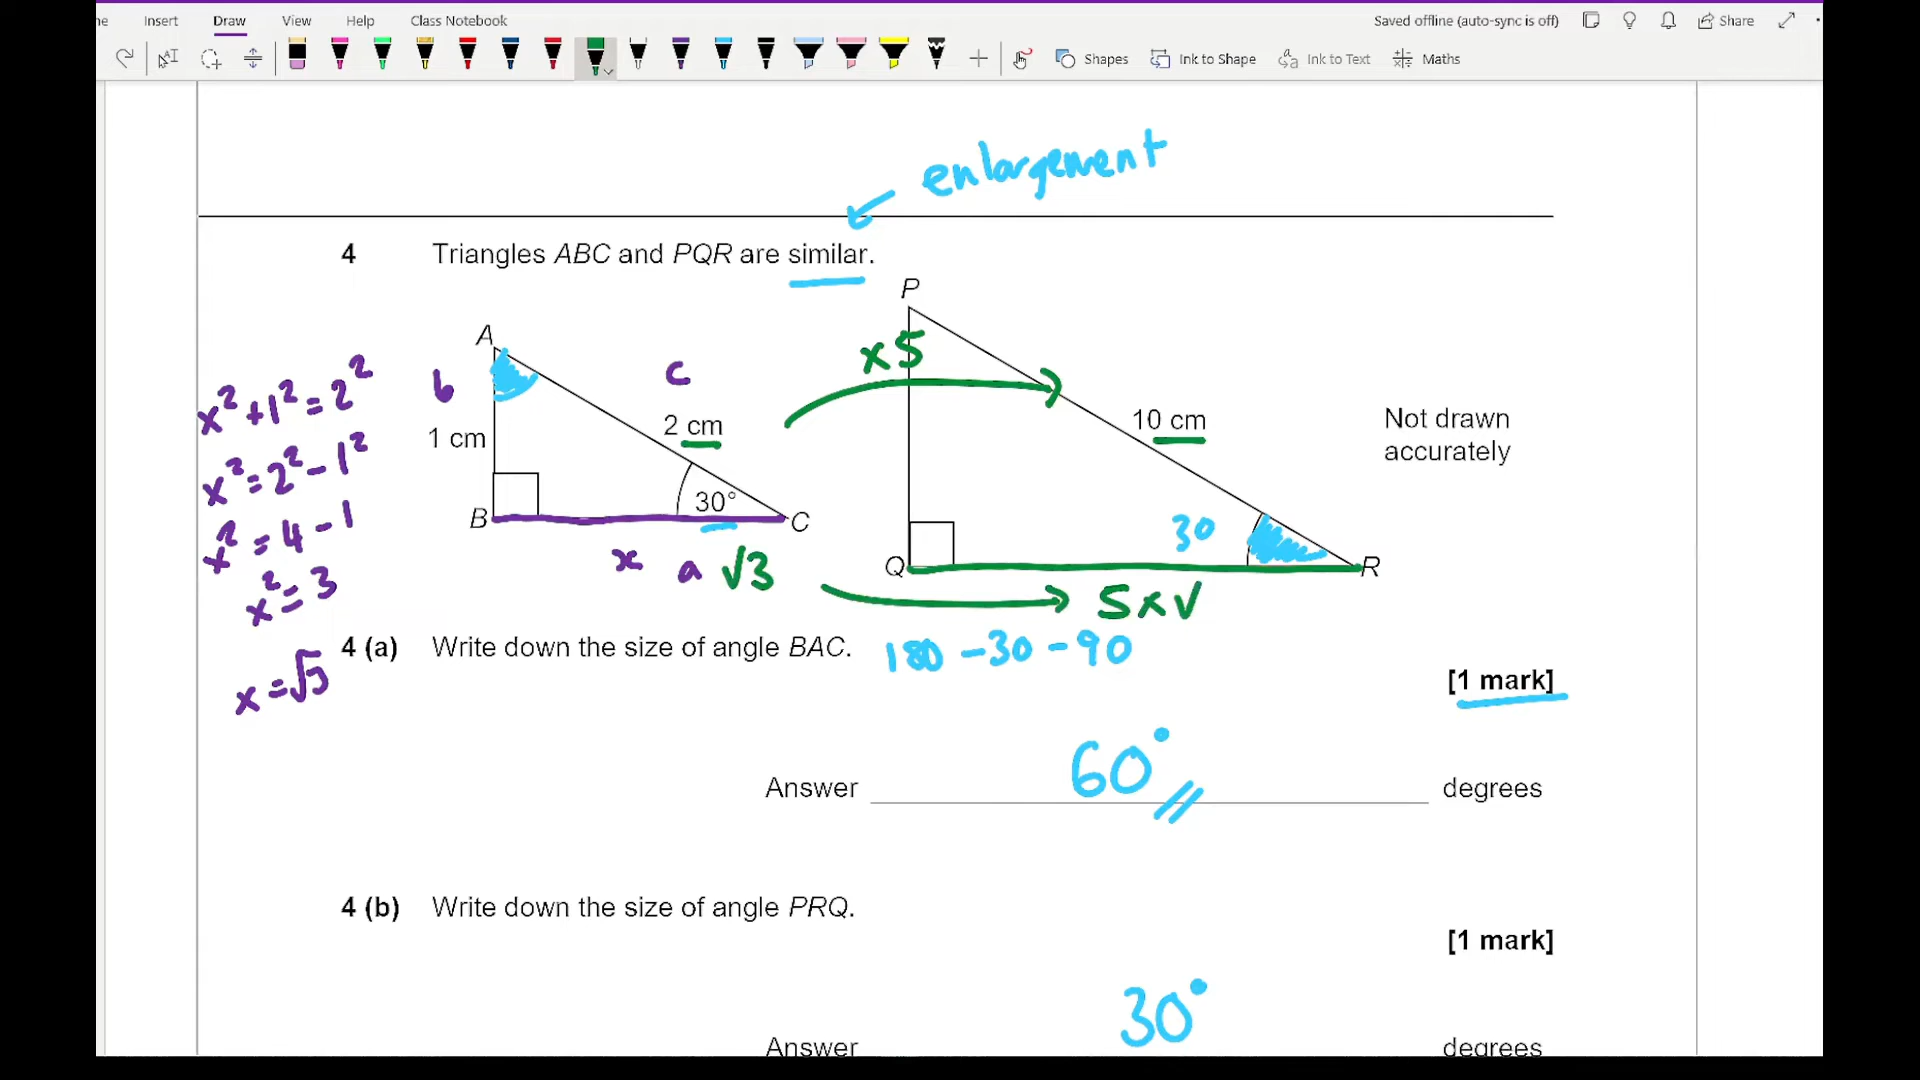 Insert Draw View Help Class Notebook Saved offline (auto-sync is off) Share
Shapes Ink to Shape Ink to Text Maths
enlargement
4 Triangles ABC and PQR are similar.
P
A
x5
b
c
x²+1²=2²
1 cm
2 cm
10 cm
Not drawn
accurately
x²=2²-1²
30°
30
B
C
x²=4-1
x a √3
Q
R
x²=3
5x√
4 (a) Write down the size of angle BAC. 180-30-90
[1 mark]
60°
Answer degrees
4 (b) Write down the size of angle PRQ.
[1 mark]
30°
Answer degrees